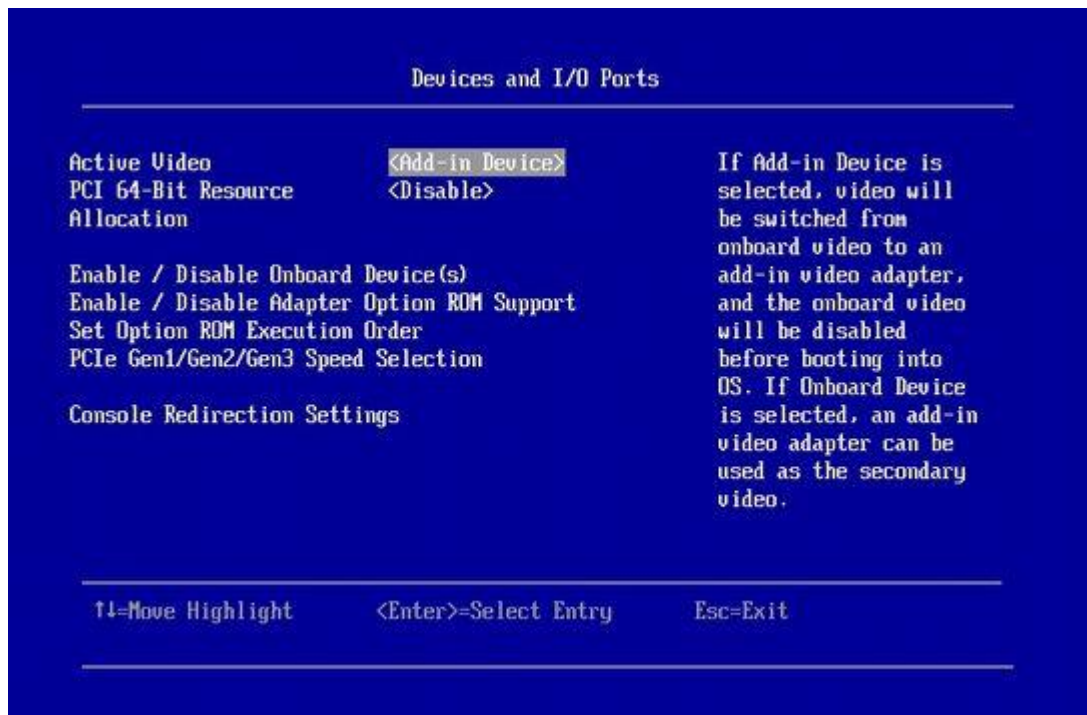 Devices and I/O Ports
Active Video <Add-in Device>
PCI 64-Bit Resource <Disable>
Allocation
Enable / Disable Onboard Device(s)
Enable / Disable Adapter Option ROM Support
Set Option ROM Execution Order
PCIe Gen1/Gen2/Gen3 Speed Selection
Console Redirection Settings
If Add-in Device is
selected, video will
be switched from
onboard video to an
add-in video adapter,
and the onboard video
will be disabled
before booting into
OS. If Onboard Device
is selected, an add-in
video adapter can be
used as the secondary
video.
↑↓=Move Highlight <Enter>=Select Entry Esc=Exit